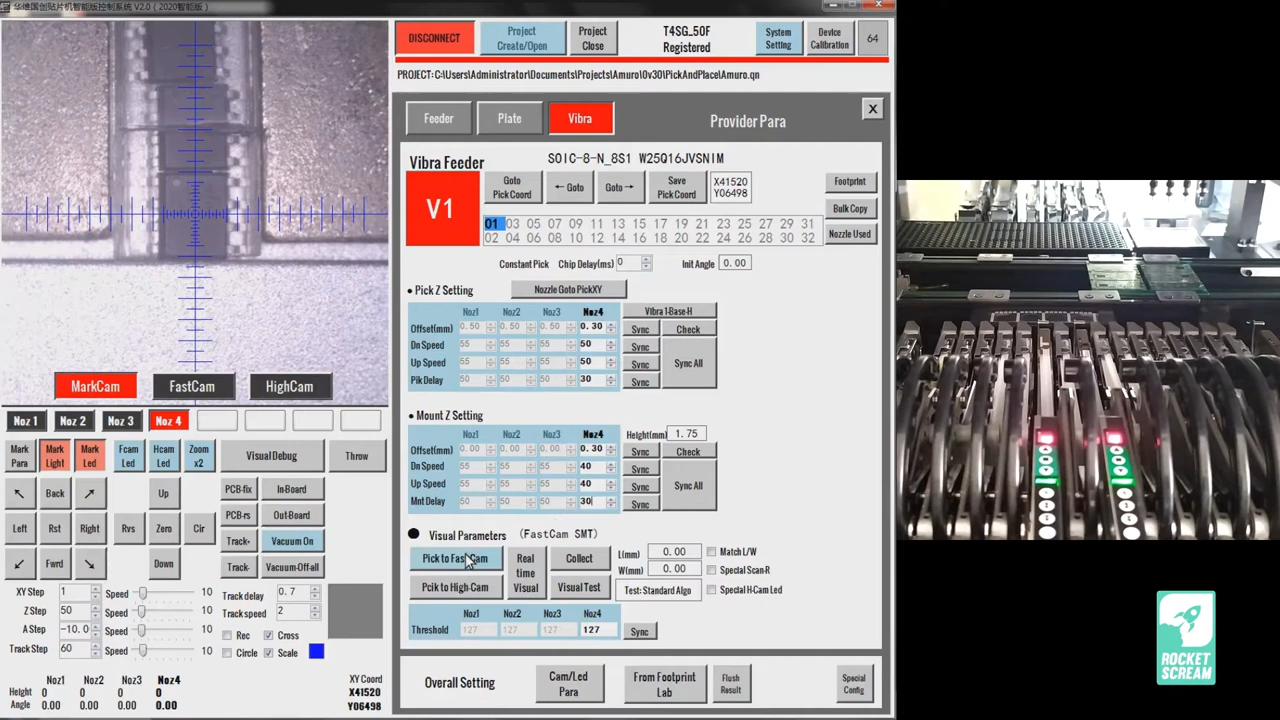 华维国创贴片机智能版控制系统 V2.0（2020智能版）
DISCONNECT
Project Create/Open
Project Close
T4SG_50F Registered
System Setting
Device Calibration
64
PROJECT: C:\Users\Administrator\Documents\Projects\Amuro\0v30\PickAndPlace\Amuro.qn
Feeder Plate Vibra Provider Para X
Vibra Feeder SOIC-8-N_8S1 W25Q16JVSNIM
V1
Goto Pick Coord
← Goto
Goto →
Save Pick Coord
X41520
Y06498
Footprint
Bulk Copy
Nozzle Used
01 03 05 07 09 11 13 15 17 19 21 23 25 27 29 31
02 04 06 08 10 12 14 16 18 20 22 24 26 28 30 32
Constant Pick Chip Delay(ms) 0 Init Angle 0.00
• Pick Z Setting Nozzle Goto PickXY
Noz1 Noz2 Noz3 Noz4 Vibra 1-Base-H
Offset(mm) 0.50 0.50 0.50 0.30 Sync Check
Dn Speed 55 55 55 50 Sync
Up Speed 55 55 55 50 Sync Sync All
Pik Delay 50 50 50 30 Sync
• Mount Z Setting
Noz1 Noz2 Noz3 Noz4 Height(mm) 1.75
Offset(mm) 0.00 0.00 0.00 0.30 Sync Check
Dn Speed 55 55 55 40 Sync
Up Speed 55 55 55 40 Sync Sync All
Mnt Delay 50 50 50 30 Sync
● Visual Parameters (FastCam SMT)
Pick to FastCam
Pcik to High-Cam
Real time Visual
Collect
Visual Test
L(mm) 0.00 Match L/W
W(mm) 0.00 Special Scan-R
Test: Standard Algo Special H-Cam Led
Noz1 Noz2 Noz3 Noz4
Threshold 127 127 127 127 Sync
Overall Setting
Cam/Led Para
From Footprint Lab
Flush Result
Special Config
MarkCam FastCam HighCam
Noz 1 Noz 2 Noz 3 Noz 4
Mark Para
Mark Light
Mark Led
Fcam Led
Hcam Led
Zoom x2
Visual Debug
Throw
↖ Back ↗ Up PCB-fix In-Board
Left Rst Right Rvs Zero Cir PCB-rs Out-Board
Track+ Vacuum On
↙ Fwrd ↘ Down Track- Vacuum-Off-all
XY Step 1 Speed 10
Z Step 50 Speed 10
A Step -10.0 Speed 10
Track Step 60 Speed 10
Track delay 0.7
Track speed 2
Rec Cross
Circle Scale
Noz1 Noz2 Noz3 Noz4 XY Coord
Height 0.00 0.00 0.00 0.00 X41520
Angle 0.00 0.00 0.00 0.00 Y06498
ROCKET
SCREAM